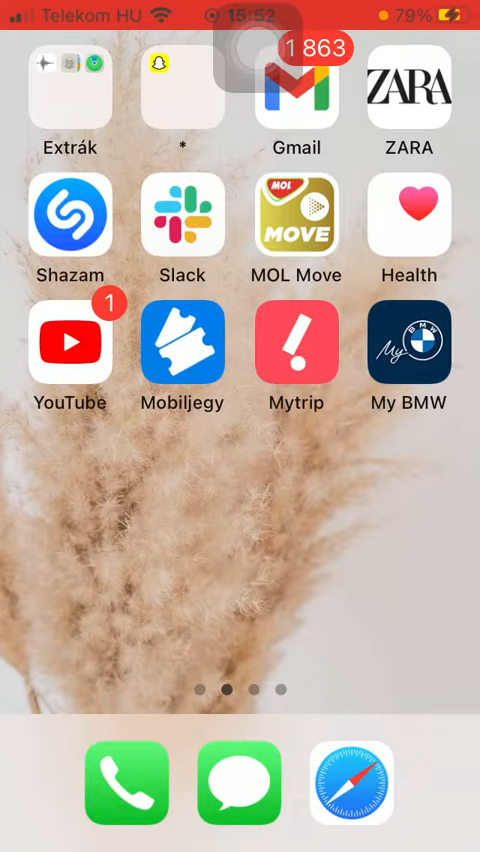 Telekom HU 15:52 79%
1 863
ZARA
Extrák * Gmail ZARA
MOL
MOVE
Shazam Slack MOL Move Health
1
My BMW
YouTube Mobiljegy Mytrip My BMW